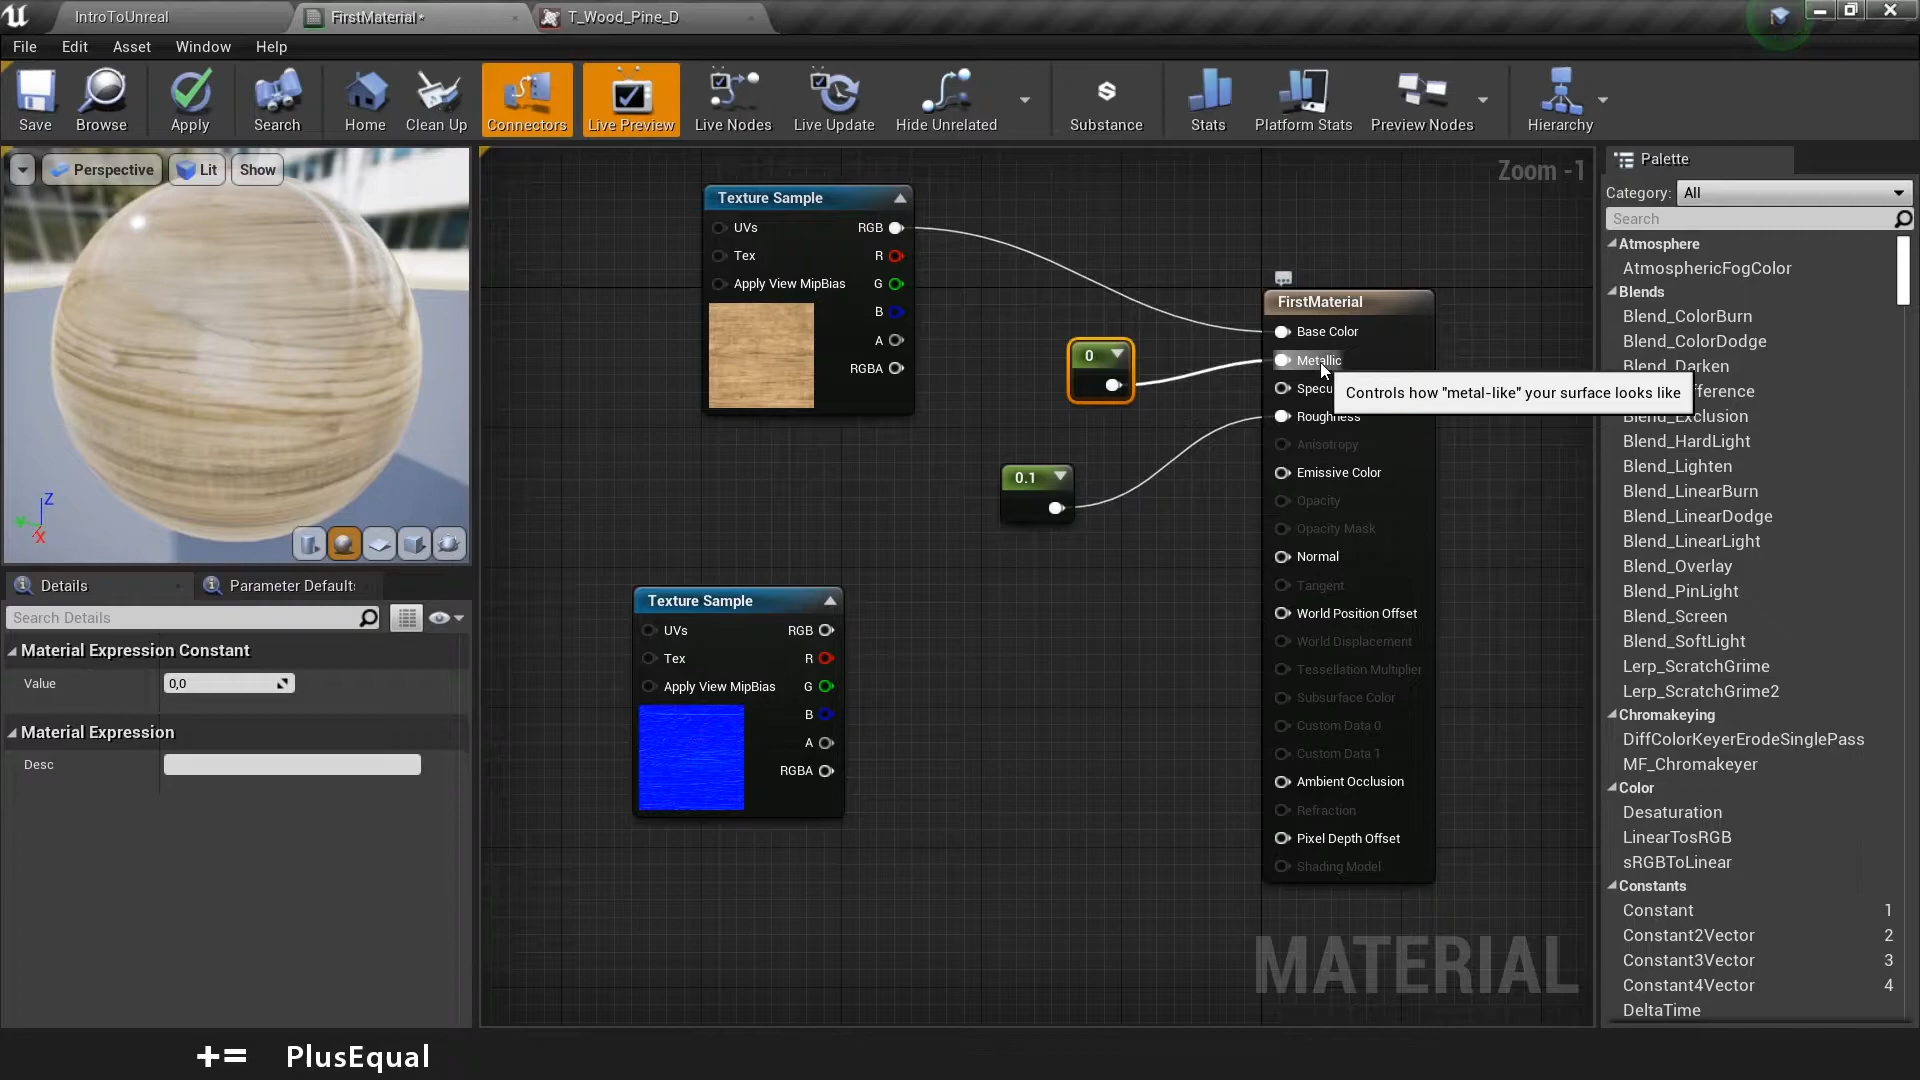 IntroToUnreal
FirstMaterial*
T_Wood_Pine_D
File Edit Asset Window Help
Save
Browse
Apply
Search
Home
Clean Up
Connectors
Live Preview
Live Nodes
Live Update
Hide Unrelated
Substance
Stats
Platform Stats
Preview Nodes
Hierarchy
Perspective
Lit
Show
Z
Y
X
Zoom -1
Texture Sample
UVs RGB
Tex R
Apply View MipBias G
B
A
RGBA
0
0.1
Texture Sample
UVs RGB
Tex R
Apply View MipBias G
B
A
RGBA
FirstMaterial
Base Color
Metallic
Specu
Controls how "metal-like" your surface looks like
Roughness
Anisotropy
Emissive Color
Opacity
Opacity Mask
Normal
Tangent
World Position Offset
World Displacement
Tessellation Multiplier
Subsurface Color
Custom Data 0
Custom Data 1
Ambient Occlusion
Refraction
Pixel Depth Offset
Shading Model
MATERIAL
Details
Parameter Default
Search Details
Material Expression Constant
Value 0,0
Material Expression
Desc
Palette
Category: All
Search
Atmosphere
AtmosphericFogColor
Blends
Blend_ColorBurn
Blend_ColorDodge
Blend_Darken
ference
Blend_Exclusion
Blend_HardLight
Blend_Lighten
Blend_LinearBurn
Blend_LinearDodge
Blend_LinearLight
Blend_Overlay
Blend_PinLight
Blend_Screen
Blend_SoftLight
Lerp_ScratchGrime
Lerp_ScratchGrime2
Chromakeying
DiffColorKeyerErodeSinglePass
MF_Chromakeyer
Color
Desaturation
LinearTosRGB
sRGBToLinear
Constants
Constant 1
Constant2Vector 2
Constant3Vector 3
Constant4Vector 4
DeltaTime
+= PlusEqual